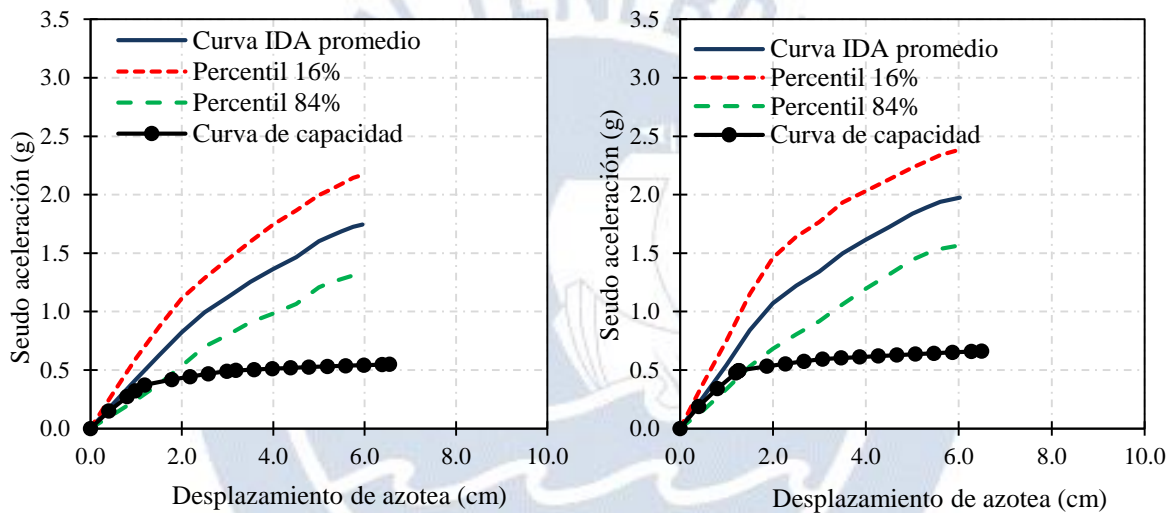 3.5
3.0
2.5
2.0
1.5
1.0
0.5
0.0
Seudo aceleración (g)
Curva IDA promedio
Percentil 16%
Percentil 84%
Curva de capacidad
0.0 2.0 4.0 6.0 8.0 10.0
Desplazamiento de azotea (cm)
3.5
3.0
2.5
2.0
1.5
1.0
0.5
0.0
Seudo aceleración (g)
Curva IDA promedio
Percentil 16%
Percentil 84%
Curva de capacidad
0.0 2.0 4.0 6.0 8.0 10.0
Desplazamiento de azotea (cm)